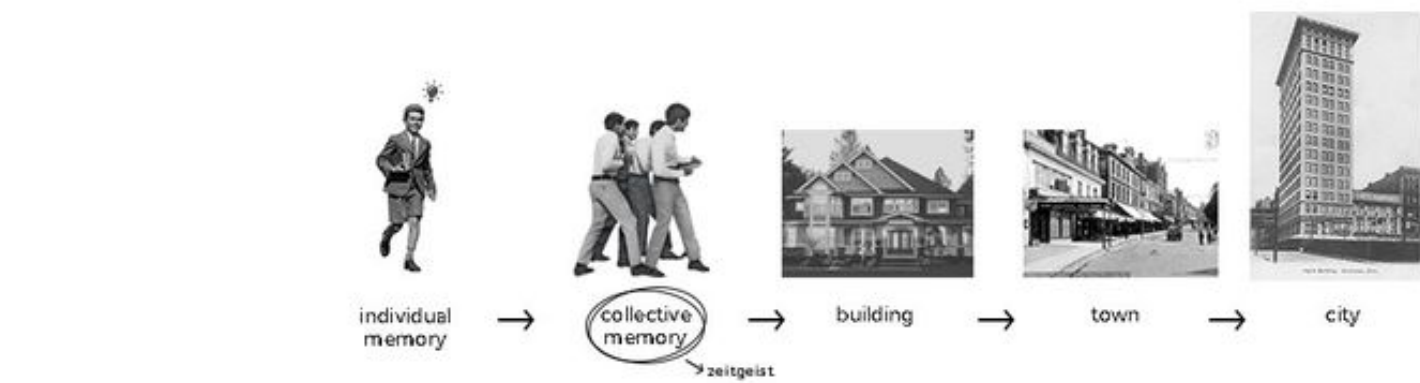 individual
memory
→
collective
memory
→
building
→
town
→
city
zeitgeist